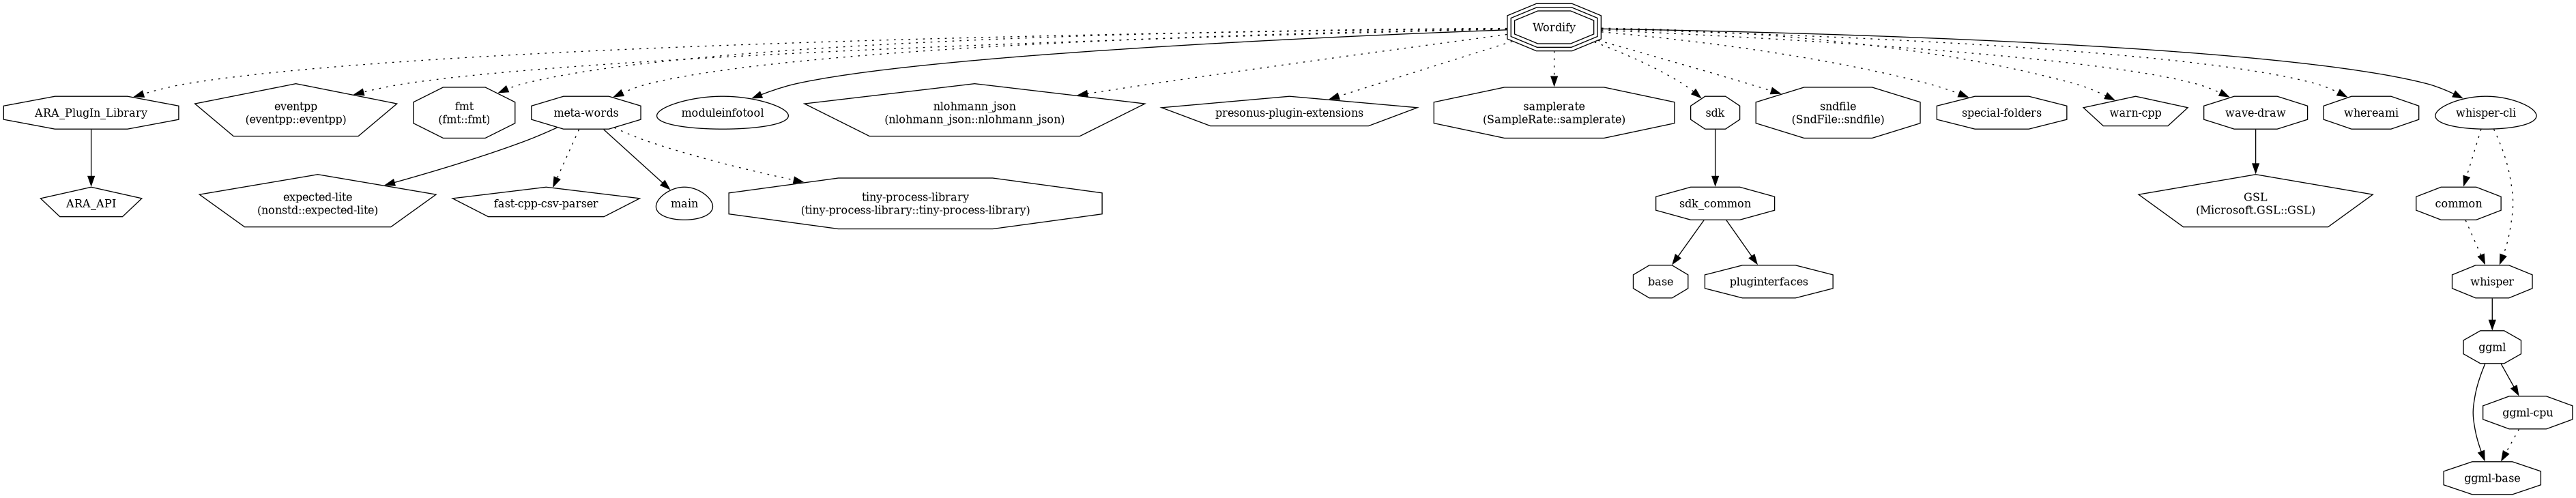 Wordify
ARA_PlugIn_Library
eventpp
(eventpp::eventpp)
fmt
(fmt::fmt)
meta-words
moduleinfotool
nlohmann_json
(nlohmann_json::nlohmann_json)
presonus-plugin-extensions
samplerate
(SampleRate::samplerate)
sdk
sndfile
(SndFile::sndfile)
special-folders
warn-cpp
wave-draw
whereami
whisper-cli
ARA_API
expected-lite
(nonstd::expected-lite)
fast-cpp-csv-parser
main
tiny-process-library
(tiny-process-library::tiny-process-library)
sdk_common
GSL
(Microsoft.GSL::GSL)
common
base
pluginterfaces
whisper
ggml
ggml-cpu
ggml-base